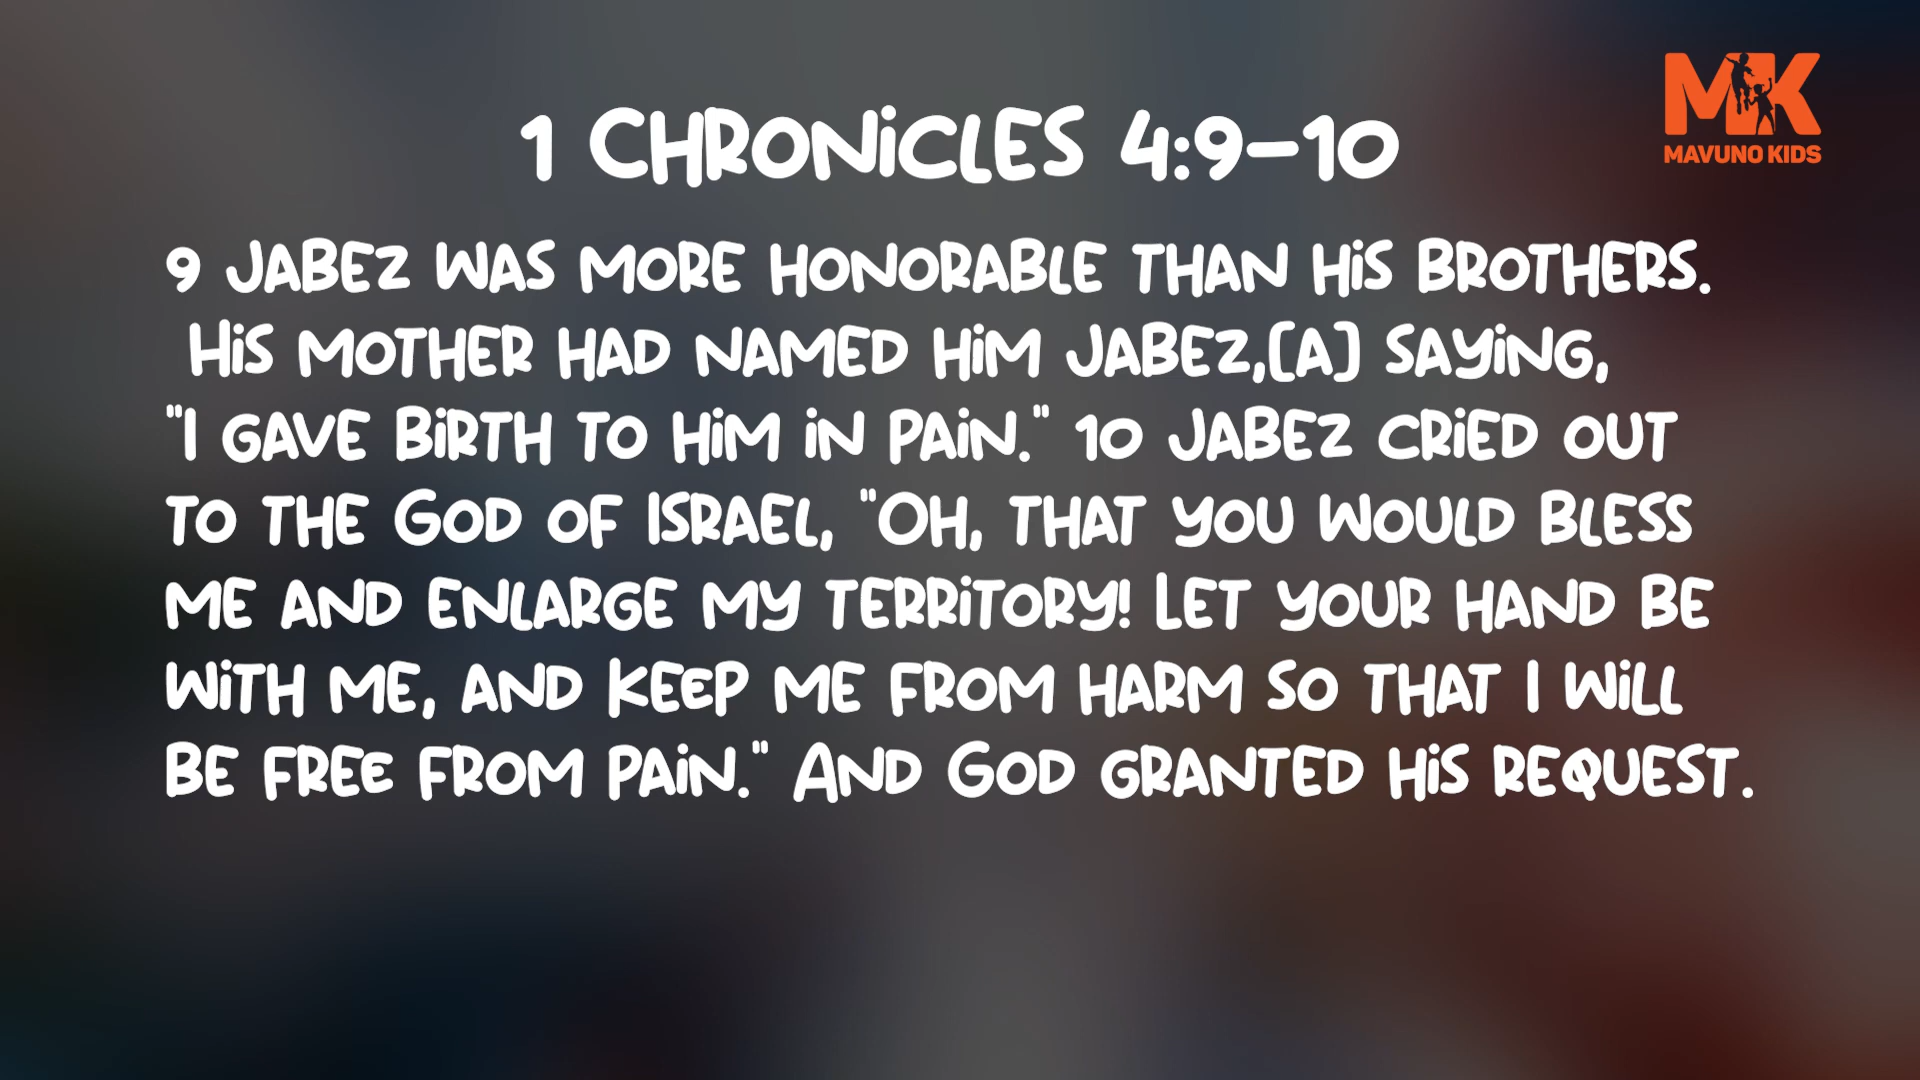 MK
MAVUNO KIDS
1 CHRONiCLES 4:9–10
9 JABEZ WAS MORE HONORABLE THAN HiS BROTHERS.
HiS MOTHER HAD NAMED HiM JABEZ,[A] SAYiNG,
"I GAVE BiRTH TO HiM iN PAiN." 10 JABEZ CRiED OUT
TO THE GOD OF ISRAEL, "OH, THAT YOU WOULD BLESS
ME AND ENLARGE MY TERRiTORY! LET YOUR HAND BE
WiTH ME, AND KEEP ME FROM HARM SO THAT I WiLL
BE FREE FROM PAiN." AND GOD GRANTED HiS REQUEST.